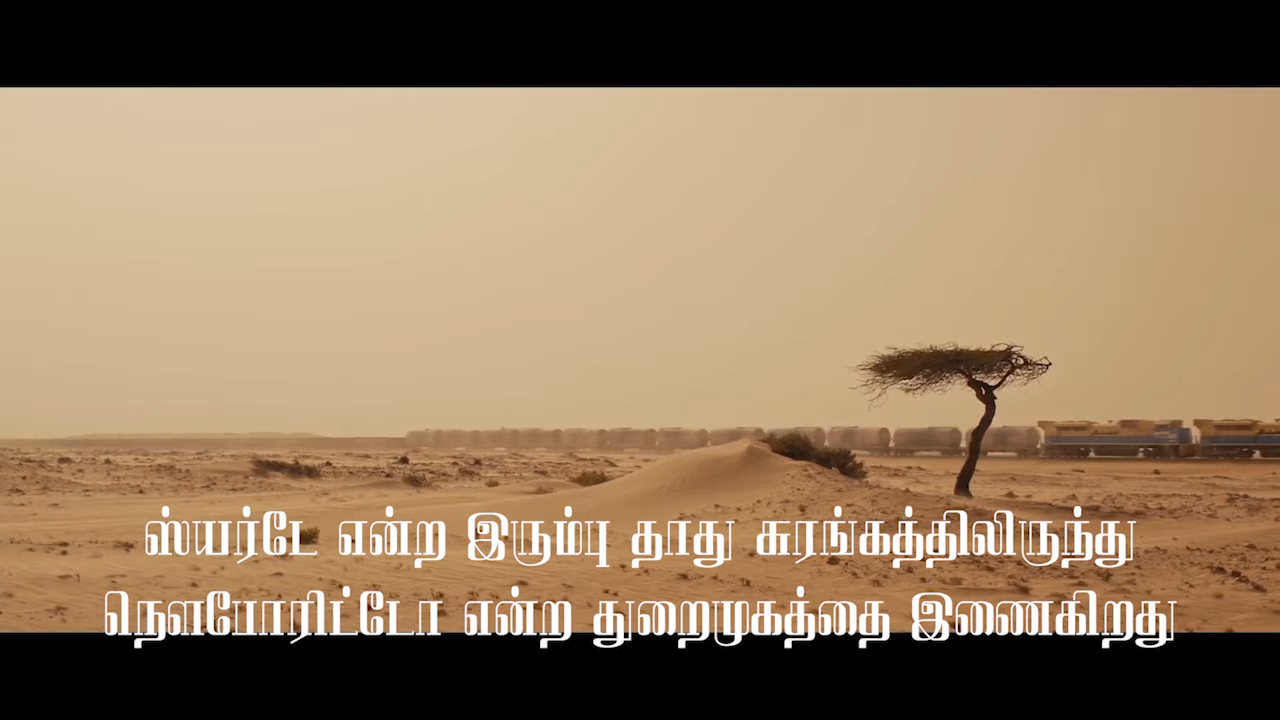 ஸ்யர்டே என்ற இரும்பு தாது சுரங்கத்திலிருந்து
நௌபோரிட்டோ என்ற துறைமுகத்தை இணைகிறது